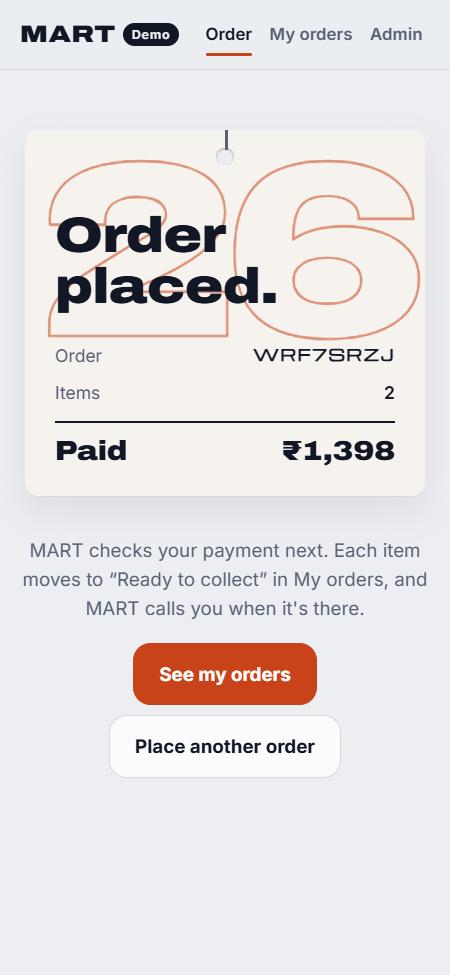 MART Demo Order My orders Admin
26
Order
placed.
Order WRF7SRZJ
Items 2
Paid ₹1,398
MART checks your payment next. Each item
moves to “Ready to collect” in My orders, and
MART calls you when it's there.
See my orders
Place another order